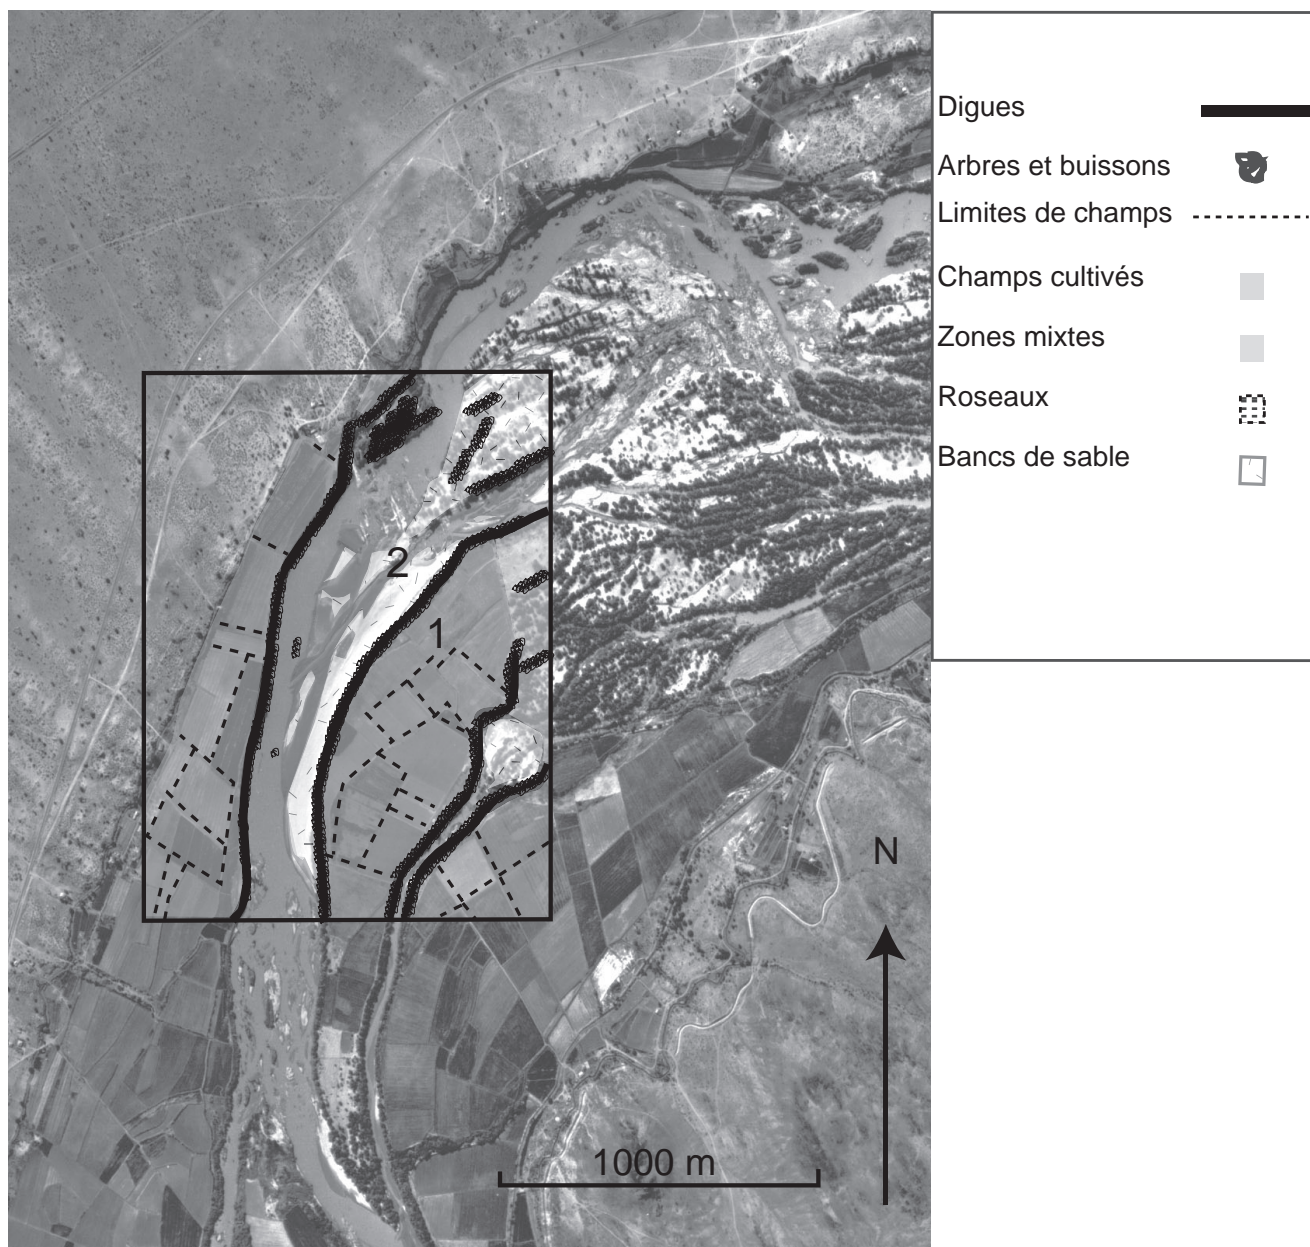 Digues
Arbres et buissons
Limites de champs
Champs cultivés
Zones mixtes
Roseaux
Bancs de sable
2
1
N
1000 m